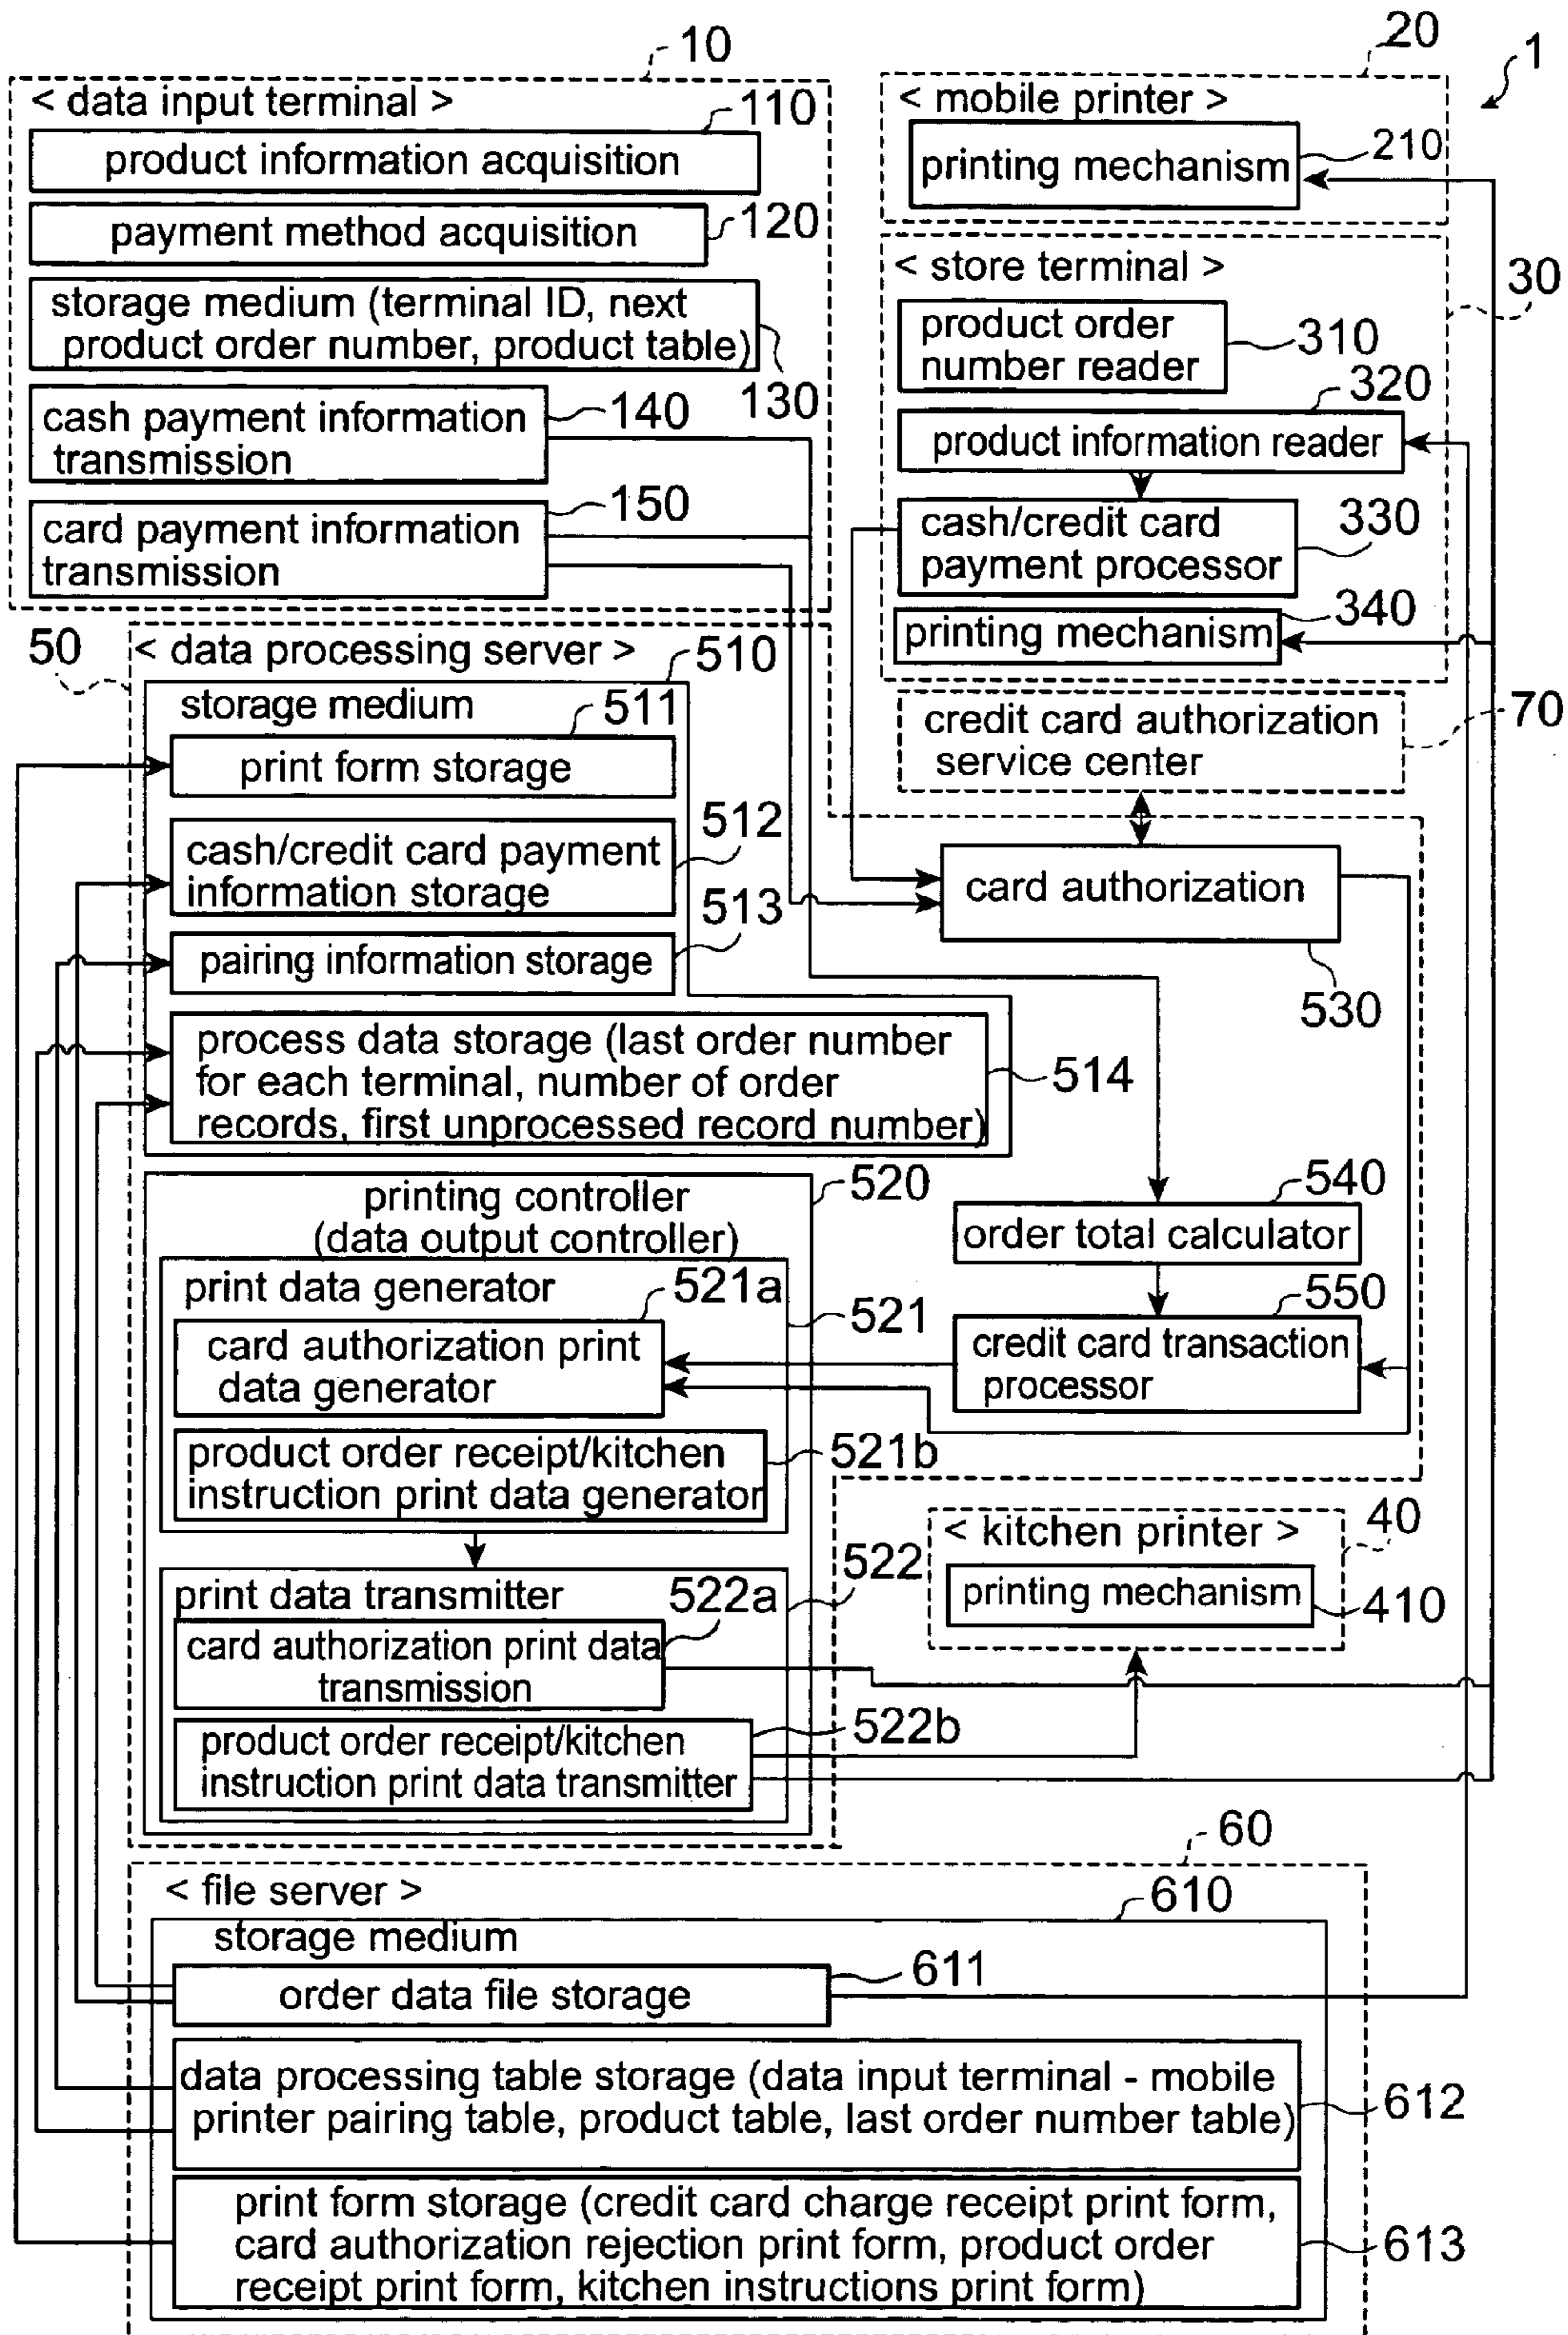 10
< data input terminal >
110
product information acquisition
payment method acquisition
120
storage medium (terminal ID, next
product order number, product table)
130
cash payment information
transmission
140
card payment information
transmission
150
20
1
< mobile printer >
printing mechanism
210
< store terminal >
30
product order
number reader
310
320
product information reader
cash/credit card
payment processor
330
340
printing mechanism
credit card authorization
service center
70
50
< data processing server >
510
storage medium
511
print form storage
512
cash/credit card payment
information storage
513
pairing information storage
process data storage (last order number
for each terminal, number of order
records, first unprocessed record number)
514
card authorization
530
printing controller
(data output controller)
520
print data generator
521a
521
card authorization print
data generator
product order receipt/kitchen
instruction print data generator
521b
540
order total calculator
550
credit card transaction
processor
print data transmitter
522a
522
card authorization print data
transmission
product order receipt/kitchen
instruction print data transmitter
522b
< kitchen printer >
40
printing mechanism
410
60
< file server >
610
storage medium
611
order data file storage
data processing table storage (data input terminal - mobile
printer pairing table, product table, last order number table)
612
print form storage (credit card charge receipt print form,
card authorization rejection print form, product order
receipt print form, kitchen instructions print form)
613